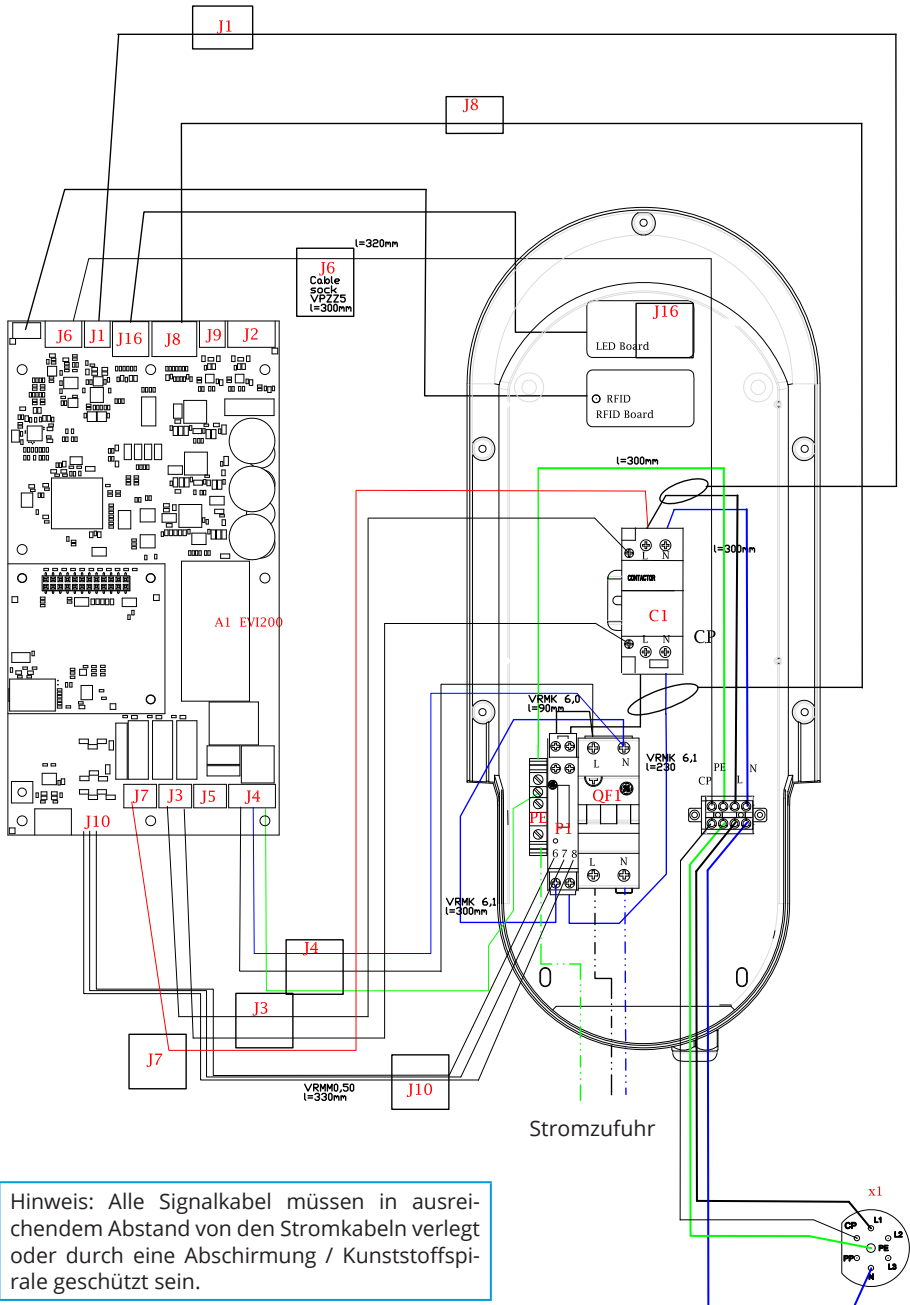 J1
J8
l=320mm
J6
Cable
sock
VPZZ5
l=300mm
J6 J1 J16 J8 J9 J2
J16
LED Board
RFID
RFID Board
l=300mm
L N
l=300mm
CONTACTOR
C1
A1 EVI200
L N
CP
VRMK 6,0
l=90mm
VRMK 6,1
l=230
L N
CP PE L N
QF1
J7 J3 J5 J4
PE P1
J10
6 7 8
L N
VRMK 6,1
l=300mm
J4
J3
J7
J10
VRMM0,50
l=330mm
Stromzufuhr
Hinweis: Alle Signalkabel müssen in ausrei-
chendem Abstand von den Stromkabeln verlegt
oder durch eine Abschirmung / Kunststoffspi-
rale geschützt sein.
x1
L1
CP
L2
PE
PP
L3
N